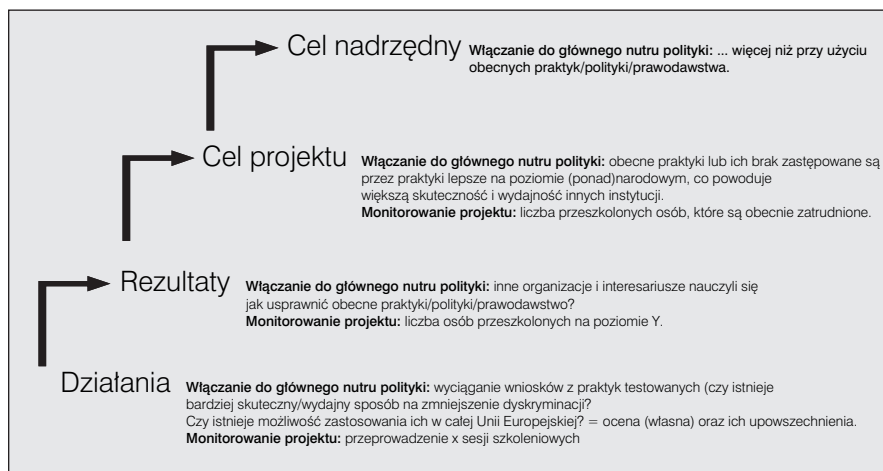 Cel nadrzędny Włączanie do głównego nutru polityki: ... więcej niż przy użyciu
obecnych praktyk/polityki/prawodawstwa.
Cel projektu Włączanie do głównego nutru polityki: obecne praktyki lub ich brak zastępowane są
przez praktyki lepsze na poziomie (ponad)narodowym, co powoduje
większą skuteczność i wydajność innych instytucji.
Monitorowanie projektu: liczba przeszkolonych osób, które są obecnie zatrudnione.
Rezultaty Włączanie do głównego nutru polityki: inne organizacje i interesariusze nauczyli się
jak usprawnić obecne praktyki/polityki/prawodawstwo?
Monitorowanie projektu: liczba osób przeszkolonych na poziomie Y.
Działania Włączanie do głównego nutru polityki: wyciąganie wniosków z praktyk testowanych (czy istnieje
bardziej skuteczny/wydajny sposób na zmniejszenie dyskryminacji?
Czy istnieje możliwość zastosowania ich w całej Unii Europejskiej? = ocena (własna) oraz ich upowszechnienia.
Monitorowanie projektu: przeprowadzenie x sesji szkoleniowych